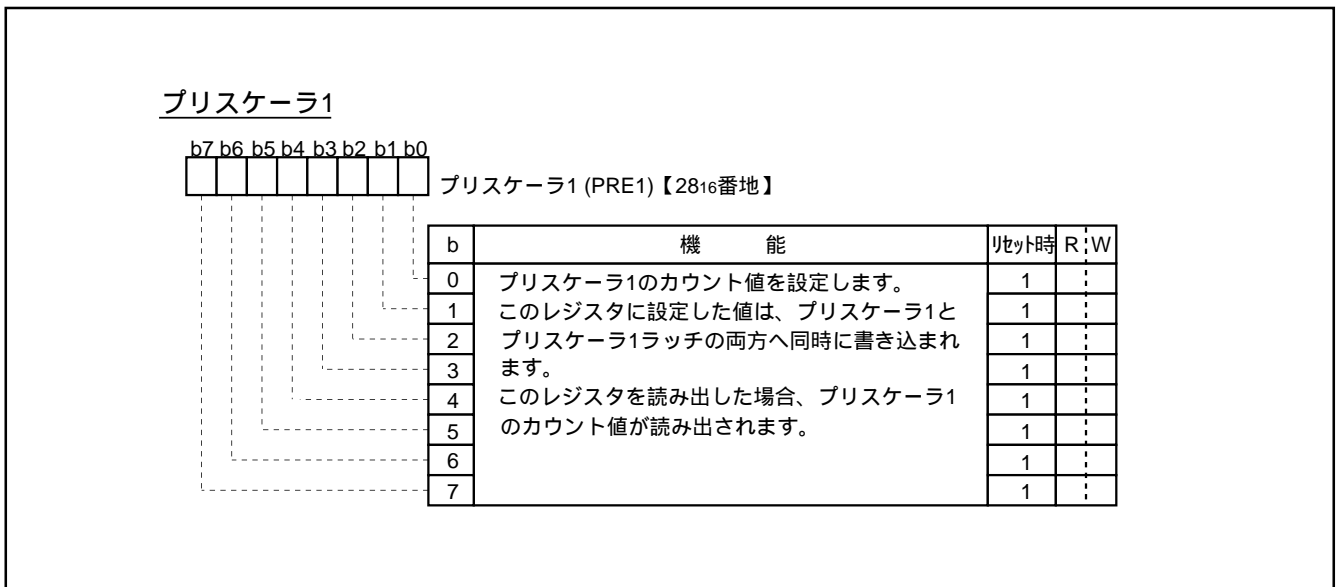 プリスケーラ1
b7 b6 b5 b4 b3 b2 b1 b0
プリスケーラ1 (PRE1)【2816番地】
b 機 能 リセット時 R W
0 プリスケーラ1のカウント値を設定します。 1
1 このレジスタに設定した値は、プリスケーラ1と 1
2 プリスケーラ1ラッチの両方へ同時に書き込まれ 1
3 ます。 1
4 このレジスタを読み出した場合、プリスケーラ1 1
5 のカウント値が読み出されます。 1
6 1
7 1